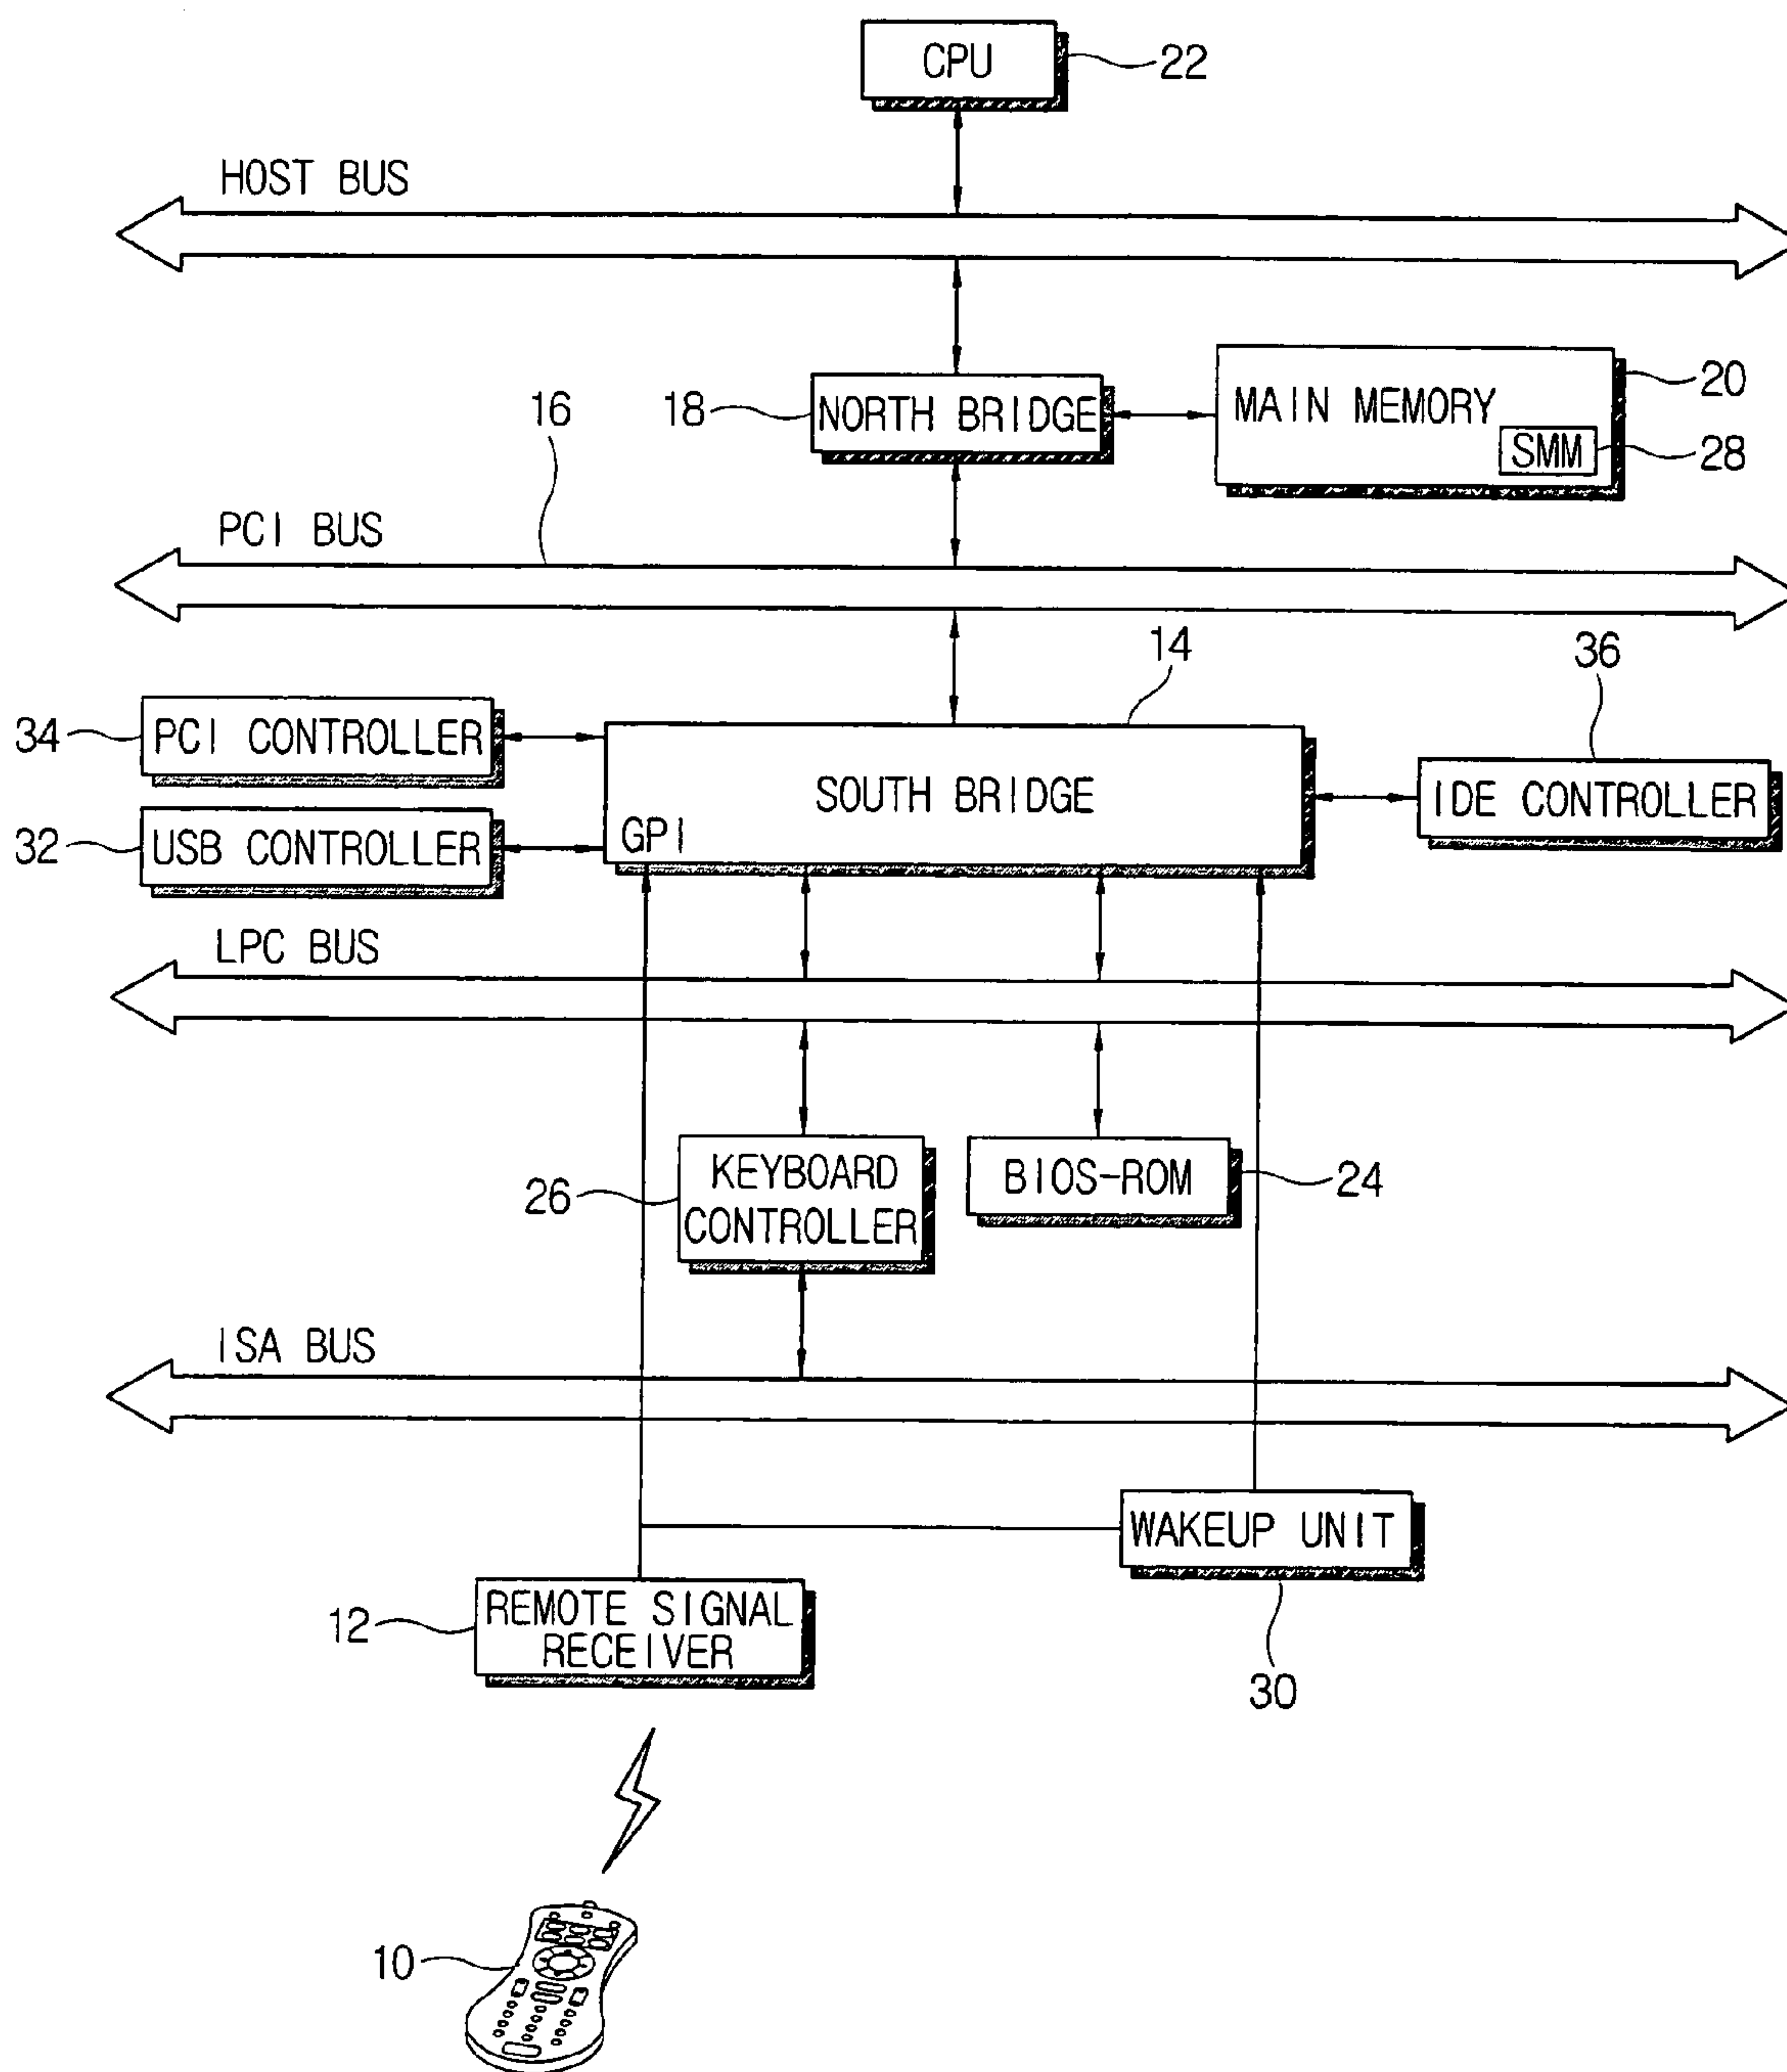 CPU
22
HOST BUS
18
NORTH BRIDGE
MAIN MEMORY
20
SMM
28
16
PCI BUS
14
36
34
PCI CONTROLLER
SOUTH BRIDGE
IDE CONTROLLER
32
USB CONTROLLER
GPI
LPC BUS
26
KEYBOARD
CONTROLLER
BIOS-ROM
24
ISA BUS
WAKEUP UNIT
12
REMOTE SIGNAL
RECEIVER
30
10